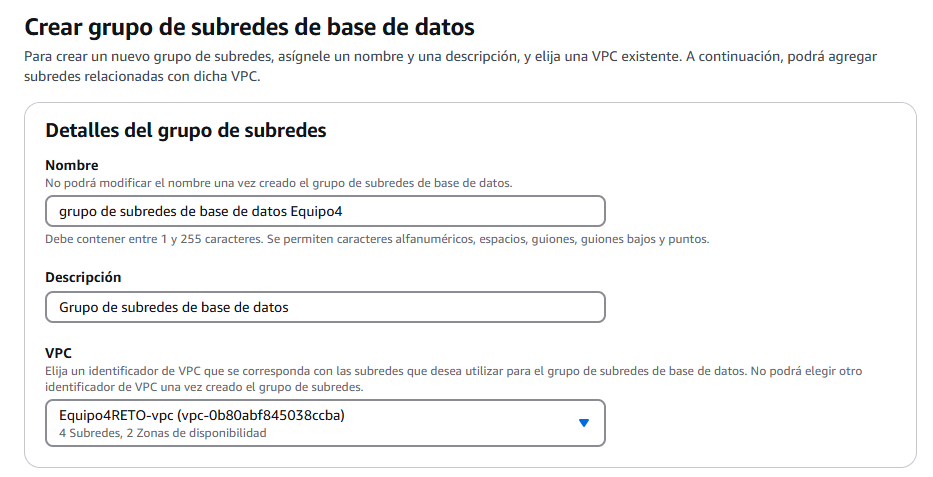 Crear grupo de subredes de base de datos
Para crear un nuevo grupo de subredes, asígnele un nombre y una descripción, y elija una VPC existente. A continuación, podrá agregar
subredes relacionadas con dicha VPC.
Detalles del grupo de subredes
Nombre
No podrá modificar el nombre una vez creado el grupo de subredes de base de datos.
grupo de subredes de base de datos Equipo4
Debe contener entre 1 y 255 caracteres. Se permiten caracteres alfanuméricos, espacios, guiones, guiones bajos y puntos.
Descripción
Grupo de subredes de base de datos
VPC
Elija un identificador de VPC que se corresponda con las subredes que desea utilizar para el grupo de subredes de base de datos. No podrá elegir otro
identificador de VPC una vez creado el grupo de subredes.
Equipo4RETO-vpc (vpc-0b80abf845038ccba)
4 Subredes, 2 Zonas de disponibilidad